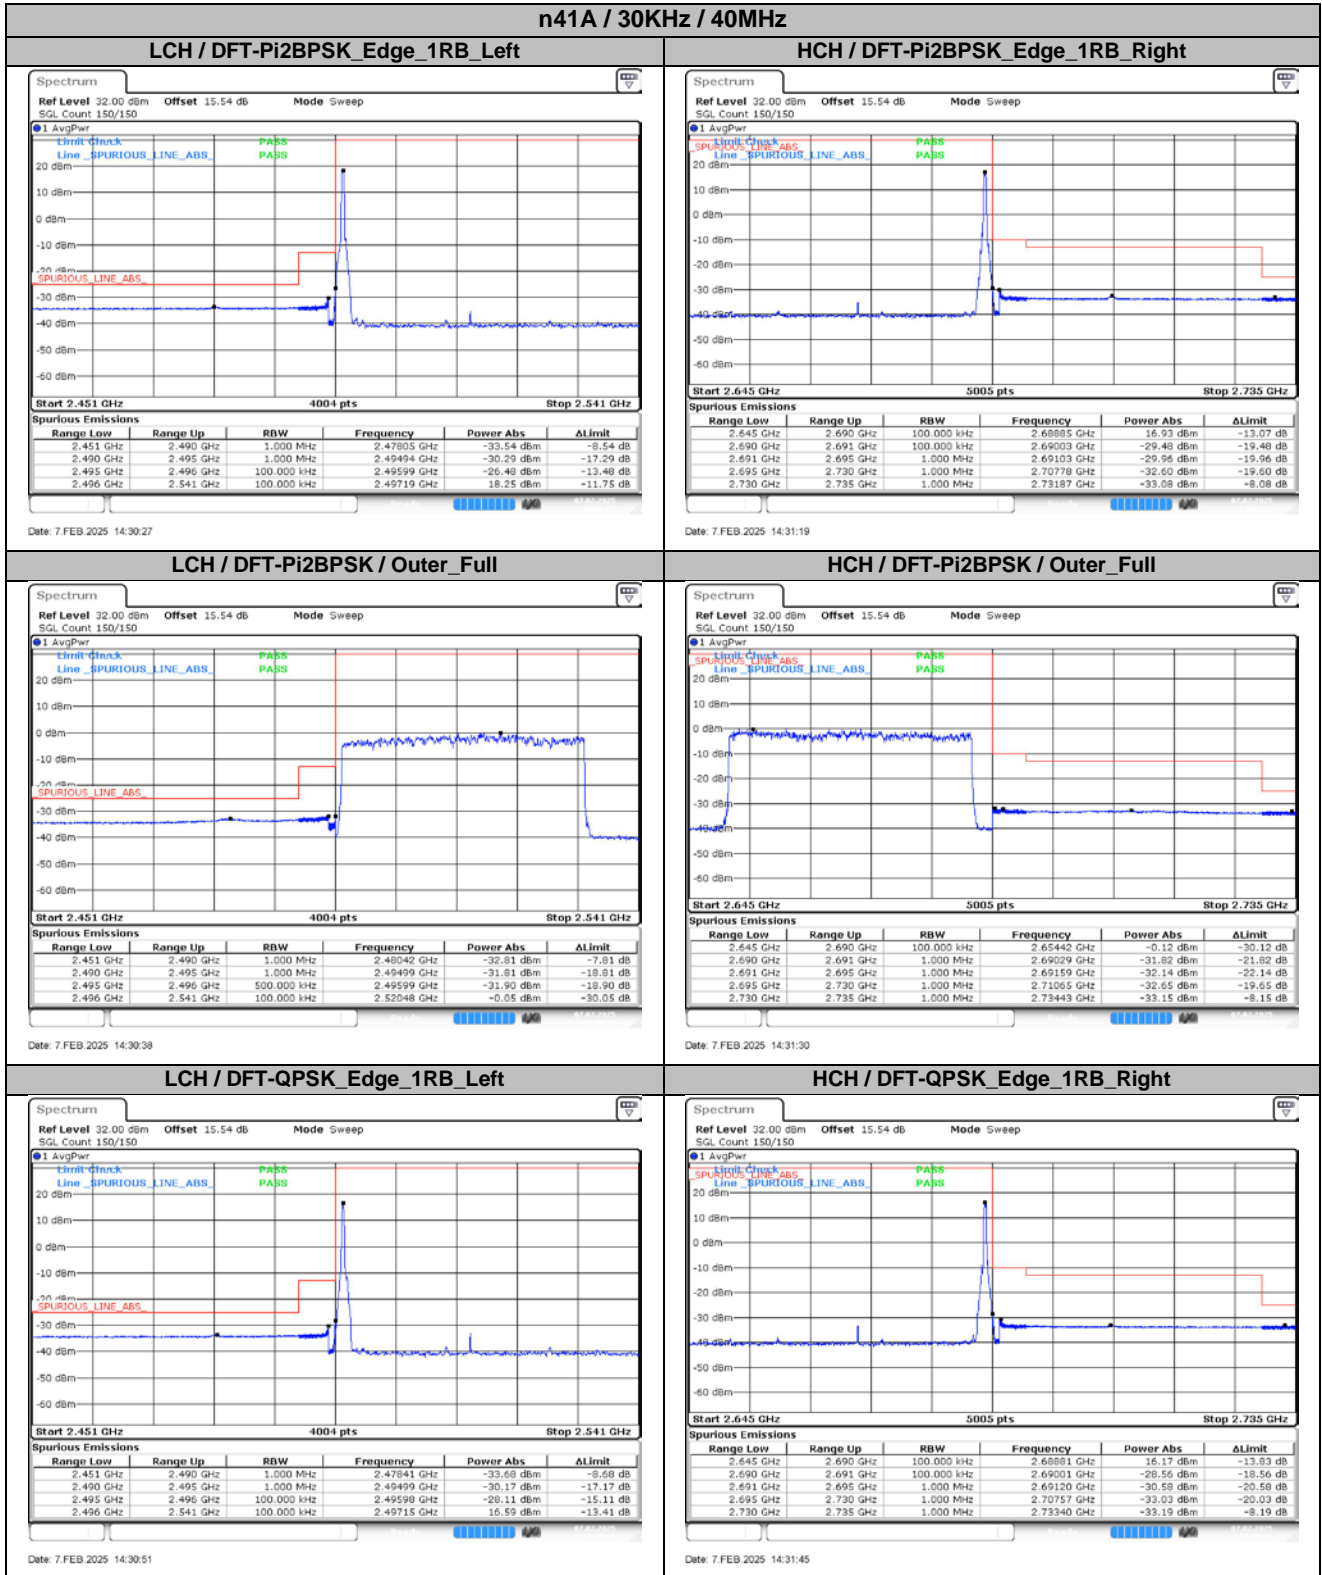 n41A / 30KHz / 40MHz
LCH / DFT-Pi2BPSK_Edge_1RB_Left
HCH / DFT-Pi2BPSK_Edge_1RB_Right
Spectrum
Ref Level 32.00 dBm Offset 15.54 dB Mode Sweep
SGL Count 150/150
1 AvgPwr
Limit Check PASS
Line _SPURIOUS_LINE_ABS_ PASS
20 dBm
10 dBm
0 dBm
-10 dBm
-20 dBm
_SPURIOUS_LINE_ABS_
-30 dBm
-40 dBm
-50 dBm
-60 dBm
Start 2.451 GHz 4004 pts Stop 2.541 GHz
Spurious Emissions
Range Low Range Up RBW Frequency Power Abs ΔLimit
2.451 GHz 2.490 GHz 1.000 MHz 2.47805 GHz -33.54 dBm -8.54 dB
2.490 GHz 2.495 GHz 1.000 MHz 2.49494 GHz -30.29 dBm -17.29 dB
2.495 GHz 2.496 GHz 100.000 kHz 2.49599 GHz -26.48 dBm -13.48 dB
2.496 GHz 2.541 GHz 100.000 kHz 2.49719 GHz 18.25 dBm -11.75 dB
Date: 7.FEB.2025 14:30:27
Spectrum
Ref Level 32.00 dBm Offset 15.54 dB Mode Sweep
SGL Count 150/150
1 AvgPwr
Limit Check PASS
_SPURIOUS_LINE_ABS_
Line _SPURIOUS_LINE_ABS_ PASS
20 dBm
10 dBm
0 dBm
-10 dBm
-20 dBm
-30 dBm
-40 dBm
-50 dBm
-60 dBm
Start 2.645 GHz 5005 pts Stop 2.735 GHz
Spurious Emissions
Range Low Range Up RBW Frequency Power Abs ΔLimit
2.645 GHz 2.690 GHz 100.000 kHz 2.68885 GHz 16.93 dBm -13.07 dB
2.690 GHz 2.691 GHz 100.000 kHz 2.69003 GHz -29.48 dBm -19.48 dB
2.691 GHz 2.695 GHz 1.000 MHz 2.69103 GHz -29.96 dBm -19.96 dB
2.695 GHz 2.730 GHz 1.000 MHz 2.70778 GHz -32.60 dBm -19.60 dB
2.730 GHz 2.735 GHz 1.000 MHz 2.73187 GHz -33.08 dBm -8.08 dB
Date: 7.FEB.2025 14:31:19
LCH / DFT-Pi2BPSK / Outer_Full
HCH / DFT-Pi2BPSK / Outer_Full
Spectrum
Ref Level 32.00 dBm Offset 15.54 dB Mode Sweep
SGL Count 150/150
1 AvgPwr
Limit Check PASS
Line _SPURIOUS_LINE_ABS_ PASS
20 dBm
10 dBm
0 dBm
-10 dBm
-20 dBm
_SPURIOUS_LINE_ABS_
-30 dBm
-40 dBm
-50 dBm
-60 dBm
Start 2.451 GHz 4004 pts Stop 2.541 GHz
Spurious Emissions
Range Low Range Up RBW Frequency Power Abs ΔLimit
2.451 GHz 2.490 GHz 1.000 MHz 2.48042 GHz -32.81 dBm -7.81 dB
2.490 GHz 2.495 GHz 1.000 MHz 2.49499 GHz -31.81 dBm -18.81 dB
2.495 GHz 2.496 GHz 500.000 kHz 2.49599 GHz -31.90 dBm -18.90 dB
2.496 GHz 2.541 GHz 100.000 kHz 2.52048 GHz -0.05 dBm -30.05 dB
Date: 7.FEB.2025 14:30:38
Spectrum
Ref Level 32.00 dBm Offset 15.54 dB Mode Sweep
SGL Count 150/150
1 AvgPwr
Limit Check PASS
_SPURIOUS_LINE_ABS_
Line _SPURIOUS_LINE_ABS_ PASS
20 dBm
10 dBm
0 dBm
-10 dBm
-20 dBm
-30 dBm
-40 dBm
-50 dBm
-60 dBm
Start 2.645 GHz 5005 pts Stop 2.735 GHz
Spurious Emissions
Range Low Range Up RBW Frequency Power Abs ΔLimit
2.645 GHz 2.690 GHz 100.000 kHz 2.65442 GHz -0.12 dBm -30.12 dB
2.690 GHz 2.691 GHz 1.000 MHz 2.69029 GHz -31.82 dBm -21.82 dB
2.691 GHz 2.695 GHz 1.000 MHz 2.69159 GHz -32.14 dBm -22.14 dB
2.695 GHz 2.730 GHz 1.000 MHz 2.71065 GHz -32.65 dBm -19.65 dB
2.730 GHz 2.735 GHz 1.000 MHz 2.73443 GHz -33.15 dBm -8.15 dB
Date: 7.FEB.2025 14:31:30
LCH / DFT-QPSK_Edge_1RB_Left
HCH / DFT-QPSK_Edge_1RB_Right
Spectrum
Ref Level 32.00 dBm Offset 15.54 dB Mode Sweep
SGL Count 150/150
1 AvgPwr
Limit Check PASS
Line _SPURIOUS_LINE_ABS_ PASS
20 dBm
10 dBm
0 dBm
-10 dBm
-20 dBm
_SPURIOUS_LINE_ABS_
-30 dBm
-40 dBm
-50 dBm
-60 dBm
Start 2.451 GHz 4004 pts Stop 2.541 GHz
Spurious Emissions
Range Low Range Up RBW Frequency Power Abs ΔLimit
2.451 GHz 2.490 GHz 1.000 MHz 2.47841 GHz -33.68 dBm -8.68 dB
2.490 GHz 2.495 GHz 1.000 MHz 2.49499 GHz -30.17 dBm -17.17 dB
2.495 GHz 2.496 GHz 100.000 kHz 2.49598 GHz -28.11 dBm -15.11 dB
2.496 GHz 2.541 GHz 100.000 kHz 2.49715 GHz 16.59 dBm -13.41 dB
Date: 7.FEB.2025 14:30:51
Spectrum
Ref Level 32.00 dBm Offset 15.54 dB Mode Sweep
SGL Count 150/150
1 AvgPwr
Limit Check PASS
_SPURIOUS_LINE_ABS_
Line _SPURIOUS_LINE_ABS_ PASS
20 dBm
10 dBm
0 dBm
-10 dBm
-20 dBm
-30 dBm
-40 dBm
-50 dBm
-60 dBm
Start 2.645 GHz 5005 pts Stop 2.735 GHz
Spurious Emissions
Range Low Range Up RBW Frequency Power Abs ΔLimit
2.645 GHz 2.690 GHz 100.000 kHz 2.68881 GHz 16.17 dBm -13.83 dB
2.690 GHz 2.691 GHz 100.000 kHz 2.69001 GHz -28.56 dBm -18.56 dB
2.691 GHz 2.695 GHz 1.000 MHz 2.69120 GHz -30.58 dBm -20.58 dB
2.695 GHz 2.730 GHz 1.000 MHz 2.70757 GHz -33.03 dBm -20.03 dB
2.730 GHz 2.735 GHz 1.000 MHz 2.73340 GHz -33.19 dBm -8.19 dB
Date: 7.FEB.2025 14:31:45